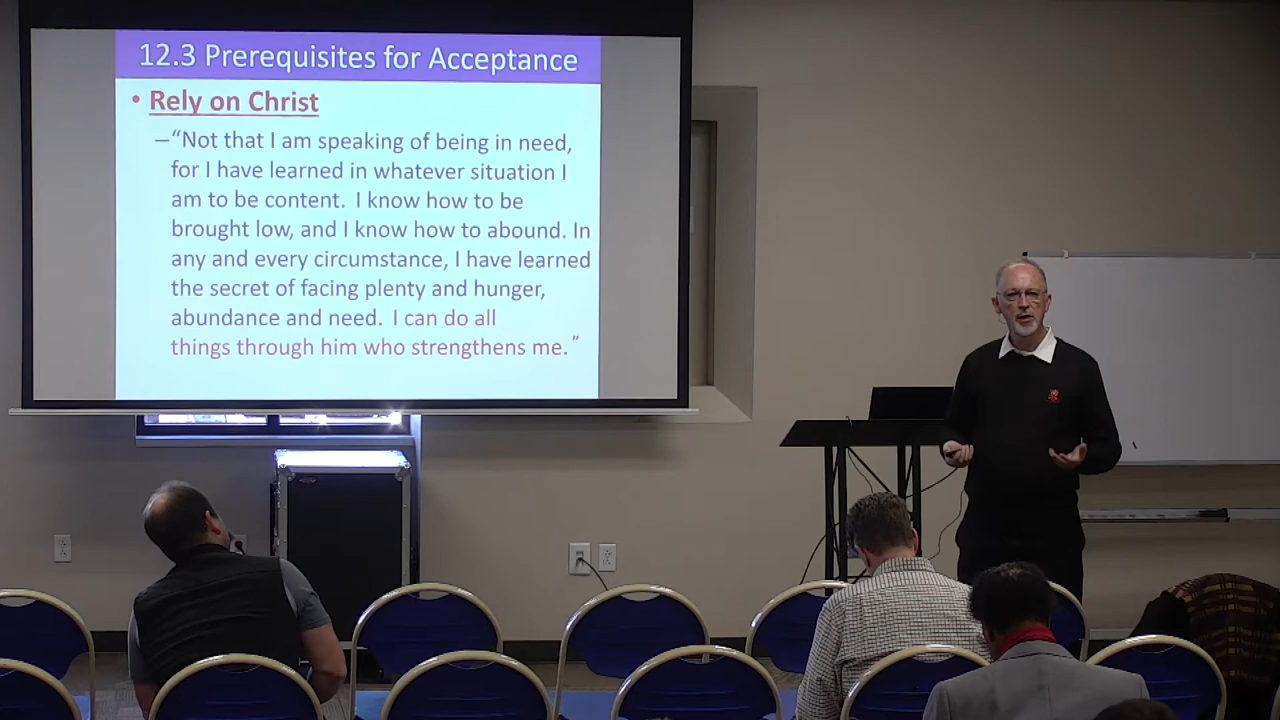 12.3 Prerequisites for Acceptance
• Rely on Christ
–“Not that I am speaking of being in need,
for I have learned in whatever situation I
am to be content. I know how to be
brought low, and I know how to abound. In
any and every circumstance, I have learned
the secret of facing plenty and hunger,
abundance and need. I can do all
things through him who strengthens me.”